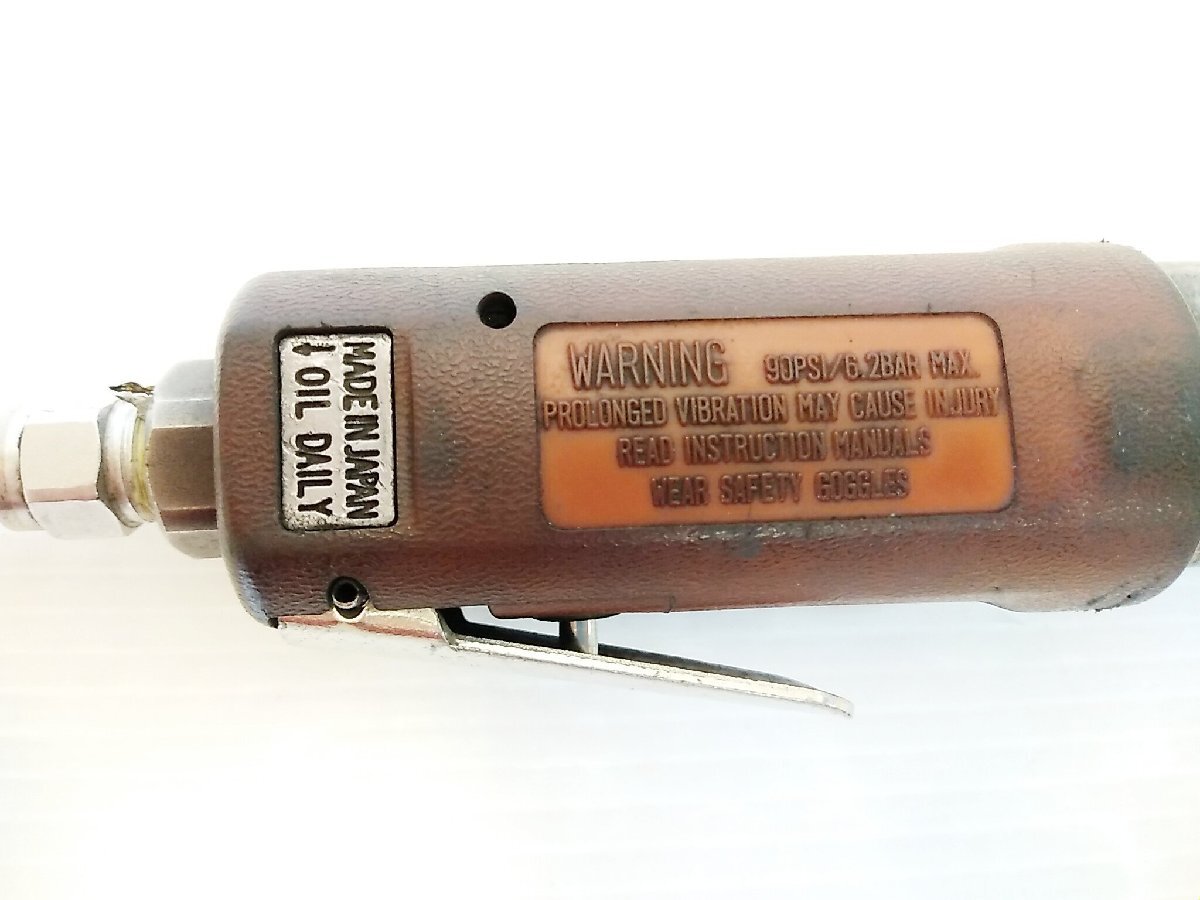 MADE IN JAPAN
↑ OIL DAILY
WARNING 90PSI/6.2BAR MAX.
PROLONGED VIBRATION MAY CAUSE INJURY
READ INSTRUCTION MANUALS
WEAR SAFETY GOGGLES